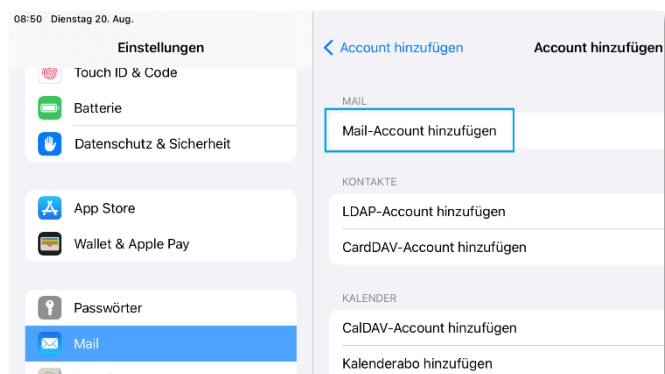 08:50 Dienstag 20. Aug.
Einstellungen
Touch ID & Code
Batterie
Datenschutz & Sicherheit
App Store
Wallet & Apple Pay
Passwörter
Mail
Account hinzufügen
Account hinzufügen
MAIL
Mail-Account hinzufügen
KONTAKTE
LDAP-Account hinzufügen
CardDAV-Account hinzufügen
KALENDER
CalDAV-Account hinzufügen
Kalenderabo hinzufügen